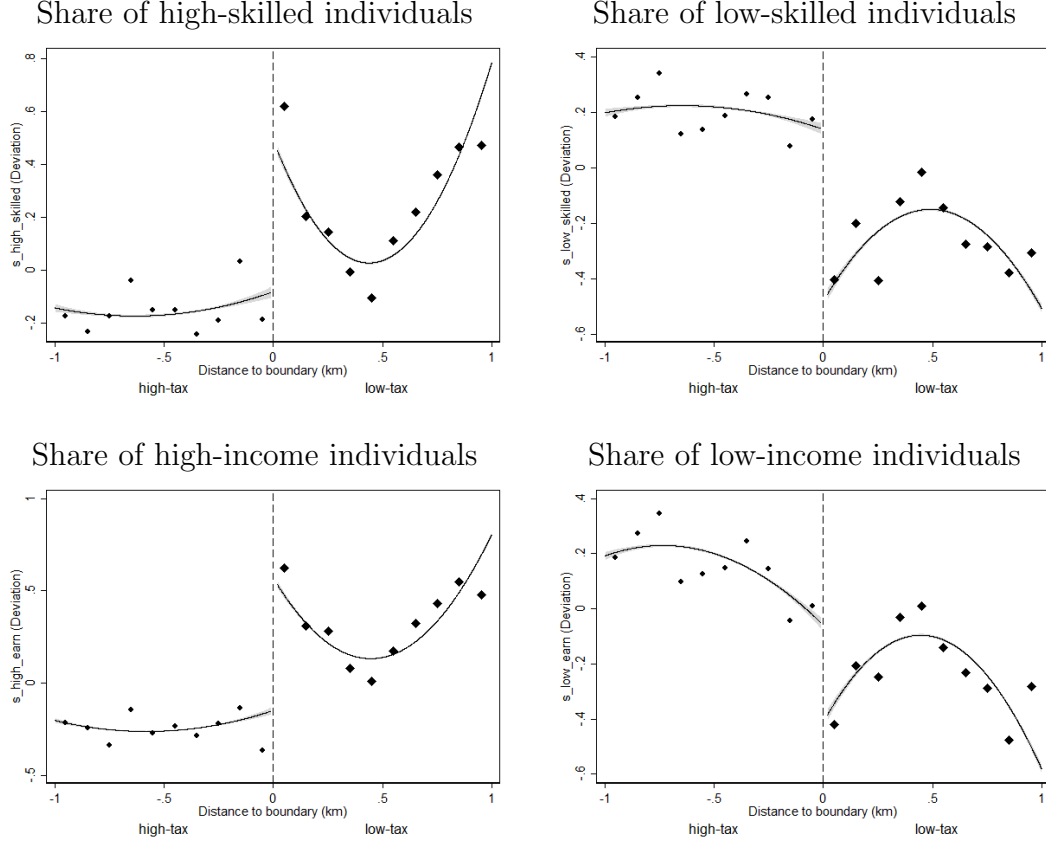 Share of high-skilled individuals
s_high_skilled (Deviation)
.8
.6
.4
.2
0
-.2
-1
-.5
0
.5
1
Distance to boundary (km)
high-tax
low-tax
Share of low-skilled individuals
s_low_skilled (Deviation)
.4
.2
0
-.2
-.4
-.6
-1
-.5
0
.5
1
Distance to boundary (km)
high-tax
low-tax
Share of high-income individuals
s_high_earn (Deviation)
1
.5
0
-.5
-1
-.5
0
.5
1
Distance to boundary (km)
high-tax
low-tax
Share of low-income individuals
s_low_earn (Deviation)
.4
.2
0
-.2
-.4
-.6
-1
-.5
0
.5
1
Distance to boundary (km)
high-tax
low-tax